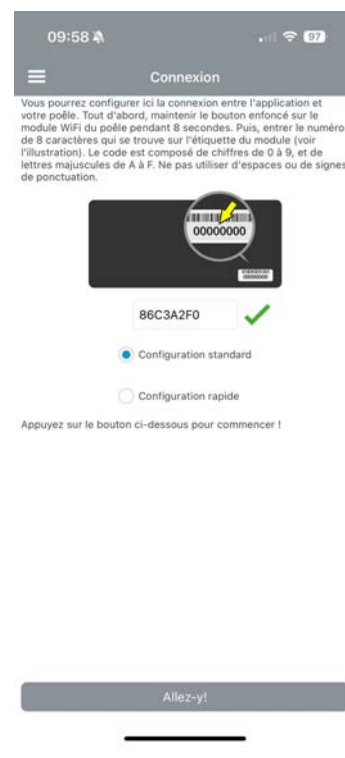 09:58
97
Connexion
Vous pourrez configurer ici la connexion entre l'application et
votre poêle. Tout d'abord, maintenir le bouton enfoncé sur le
module WiFi du poêle pendant 8 secondes. Puis, entrer le numéro
de 8 caractères qui se trouve sur l'étiquette du module (voir
l'illustration). Le code est composé de chiffres de 0 à 9, et de
lettres majuscules de A à F. Ne pas utiliser d'espaces ou de signes
de ponctuation.
00000000
00000000
86C3A2F0
Configuration standard
Configuration rapide
Appuyez sur le bouton ci-dessous pour commencer !
Allez-y!